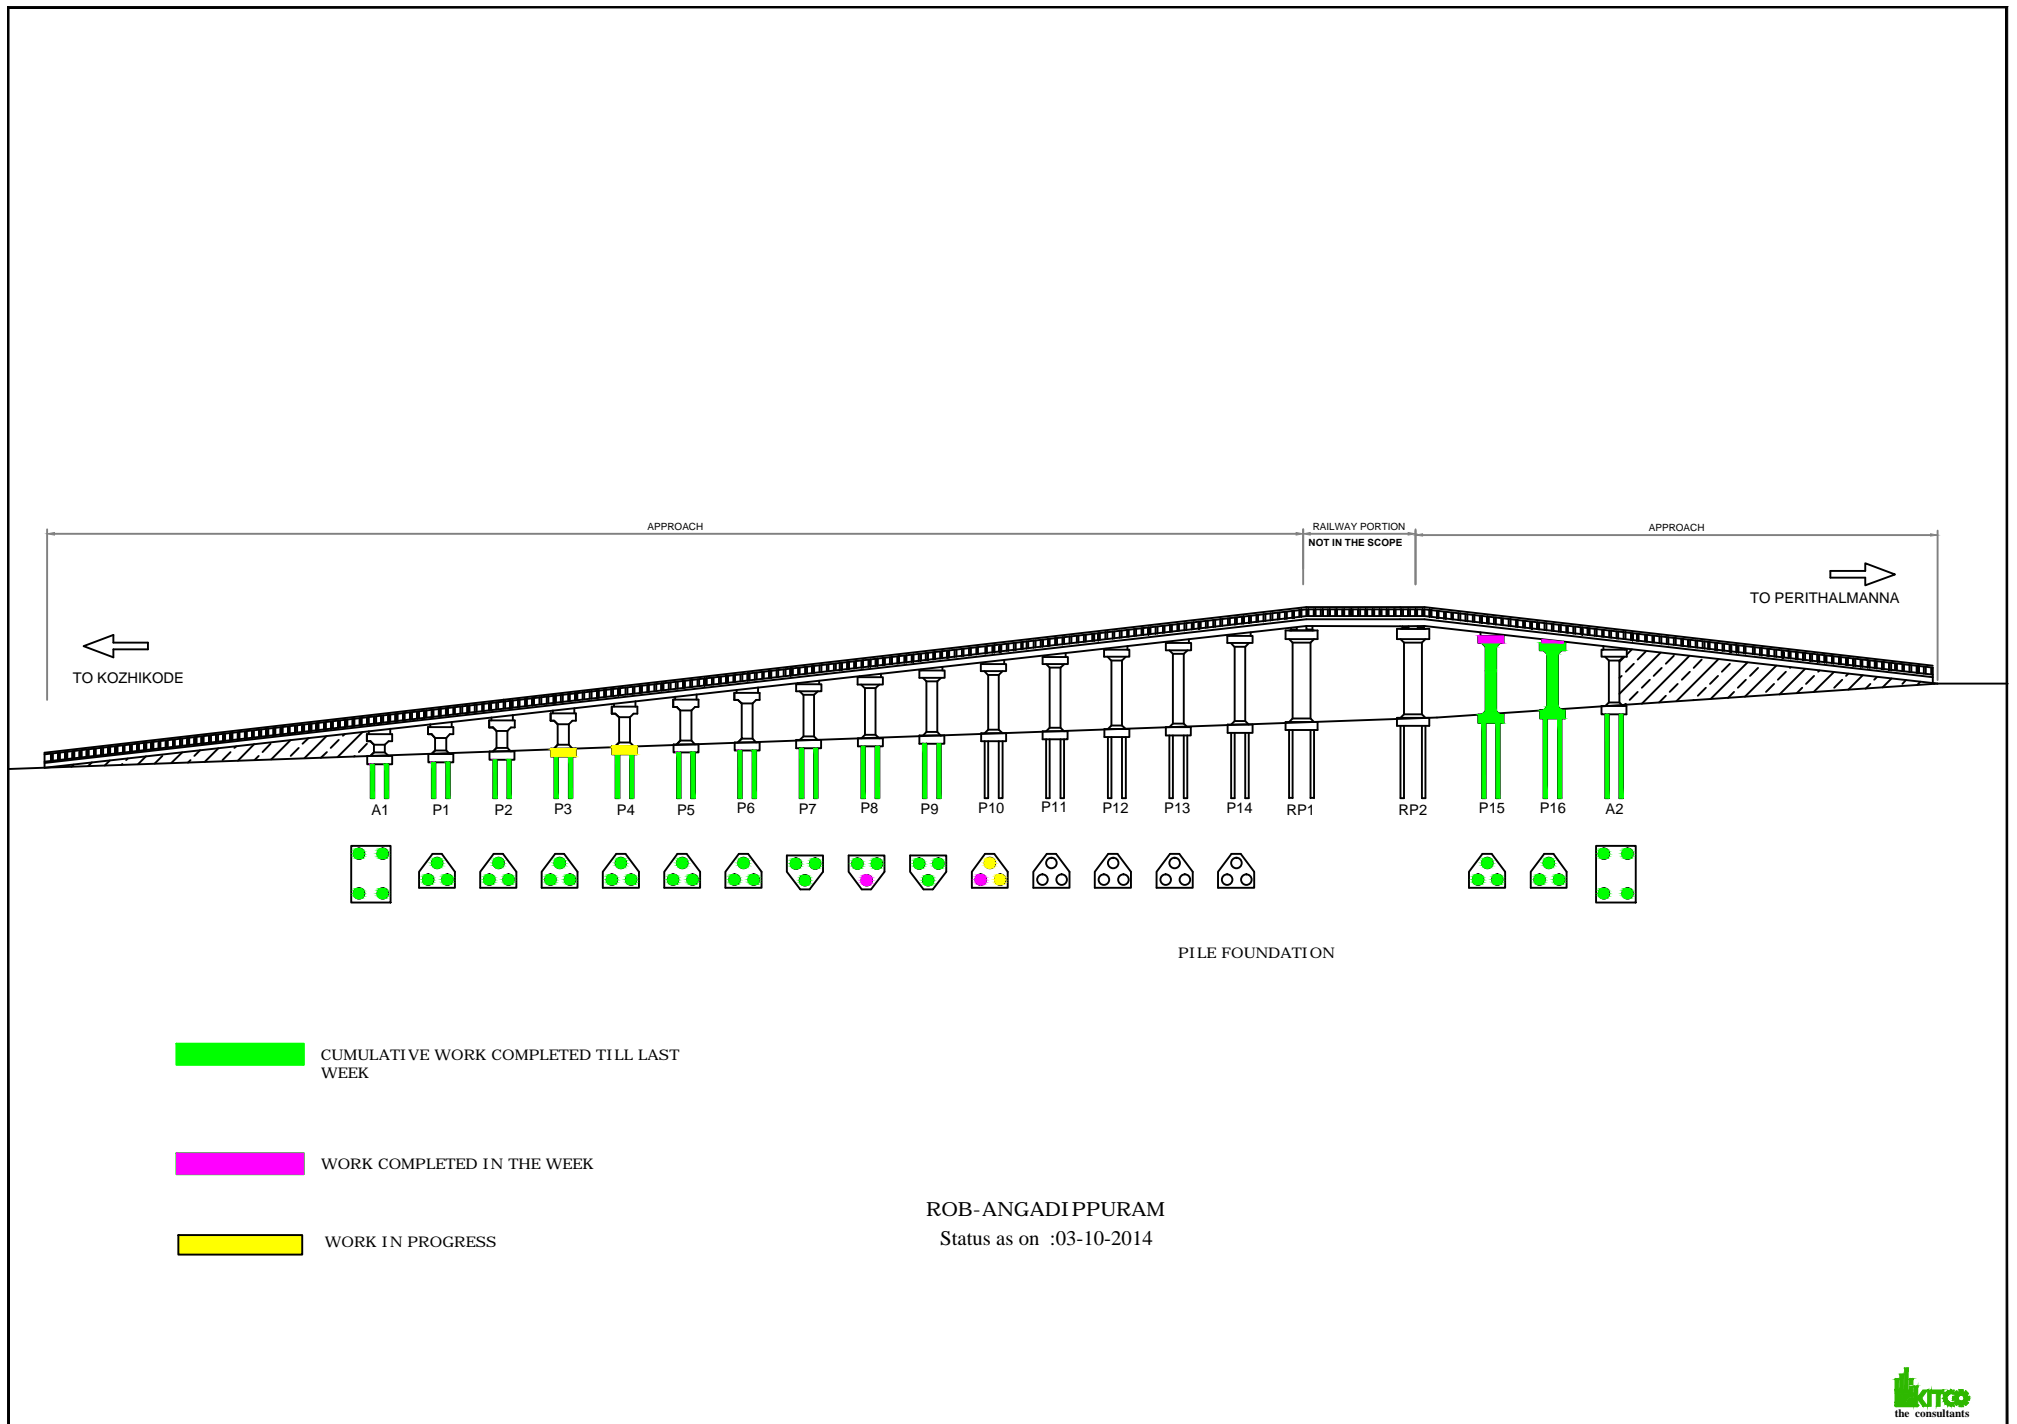 APPROACH
RAILWAY PORTION
APPROACH
NOT IN THE SCOPE
TO PERITHALMANNA
TO KOZHIKODE
A1 P1 P2 P3 P4 P5 P6 P7 P8 P9 P10 P11 P12 P13 P14 RP1 RP2 P15 P16 A2
PILE FOUNDATION
CUMULATIVE WORK COMPLETED TILL LAST
WEEK
WORK COMPLETED IN THE WEEK
WORK IN PROGRESS
ROB-ANGADIPPURAM
Status as on :03-10-2014
KITCO
the consultants